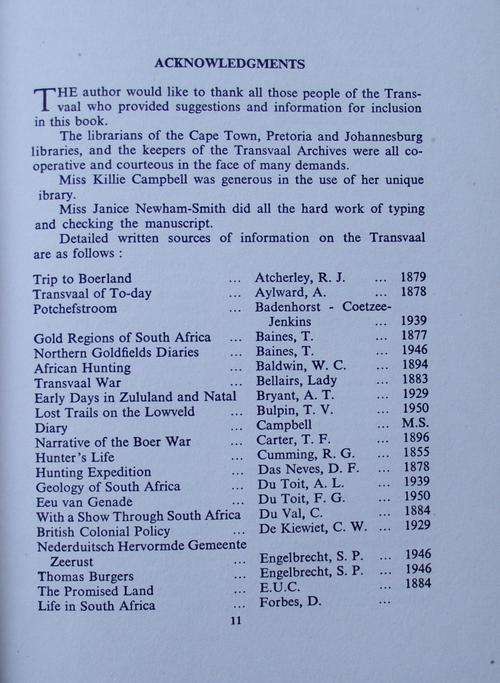 ACKNOWLEDGMENTS
THE author would like to thank all those people of the Trans-
vaal who provided suggestions and information for inclusion
in this book.
The librarians of the Cape Town, Pretoria and Johannesburg
libraries, and the keepers of the Transvaal Archives were all co-
operative and courteous in the face of many demands.
Miss Killie Campbell was generous in the use of her unique
ibrary.
Miss Janice Newham-Smith did all the hard work of typing
and checking the manuscript.
Detailed written sources of information on the Transvaal
are as follows :
Trip to Boerland ... Atcherley, R. J. ... 1879
Transvaal of To-day ... Aylward, A. ... 1878
Potchefstroom ... Badenhorst - Coetzee-
Jenkins ... 1939
Gold Regions of South Africa ... Baines, T. ... 1877
Northern Goldfields Diaries ... Baines, T. ... 1946
African Hunting ... Baldwin, W. C. ... 1894
Transvaal War ... Bellairs, Lady ... 1883
Early Days in Zululand and Natal Bryant, A. T. ... 1929
Lost Trails on the Lowveld ... Bulpin, T. V. ... 1950
Diary ... Campbell ... M.S.
Narrative of the Boer War ... Carter, T. F. ... 1896
Hunter's Life ... Cumming, R. G. ... 1855
Hunting Expedition ... Das Neves, D. F. ... 1878
Geology of South Africa ... Du Toit, A. L. ... 1939
Eeu van Genade ... Du Toit, F. G. ... 1950
With a Show Through South Africa Du Val, C. ... 1884
British Colonial Policy ... De Kiewiet, C. W. ... 1929
Nederduitsch Hervormde Gemeente
Zeerust ... Engelbrecht, S. P. ... 1946
Thomas Burgers ... Engelbrecht, S. P. ... 1946
The Promised Land ... E.U.C. ... 1884
Life in South Africa ... Forbes, D. ...
11